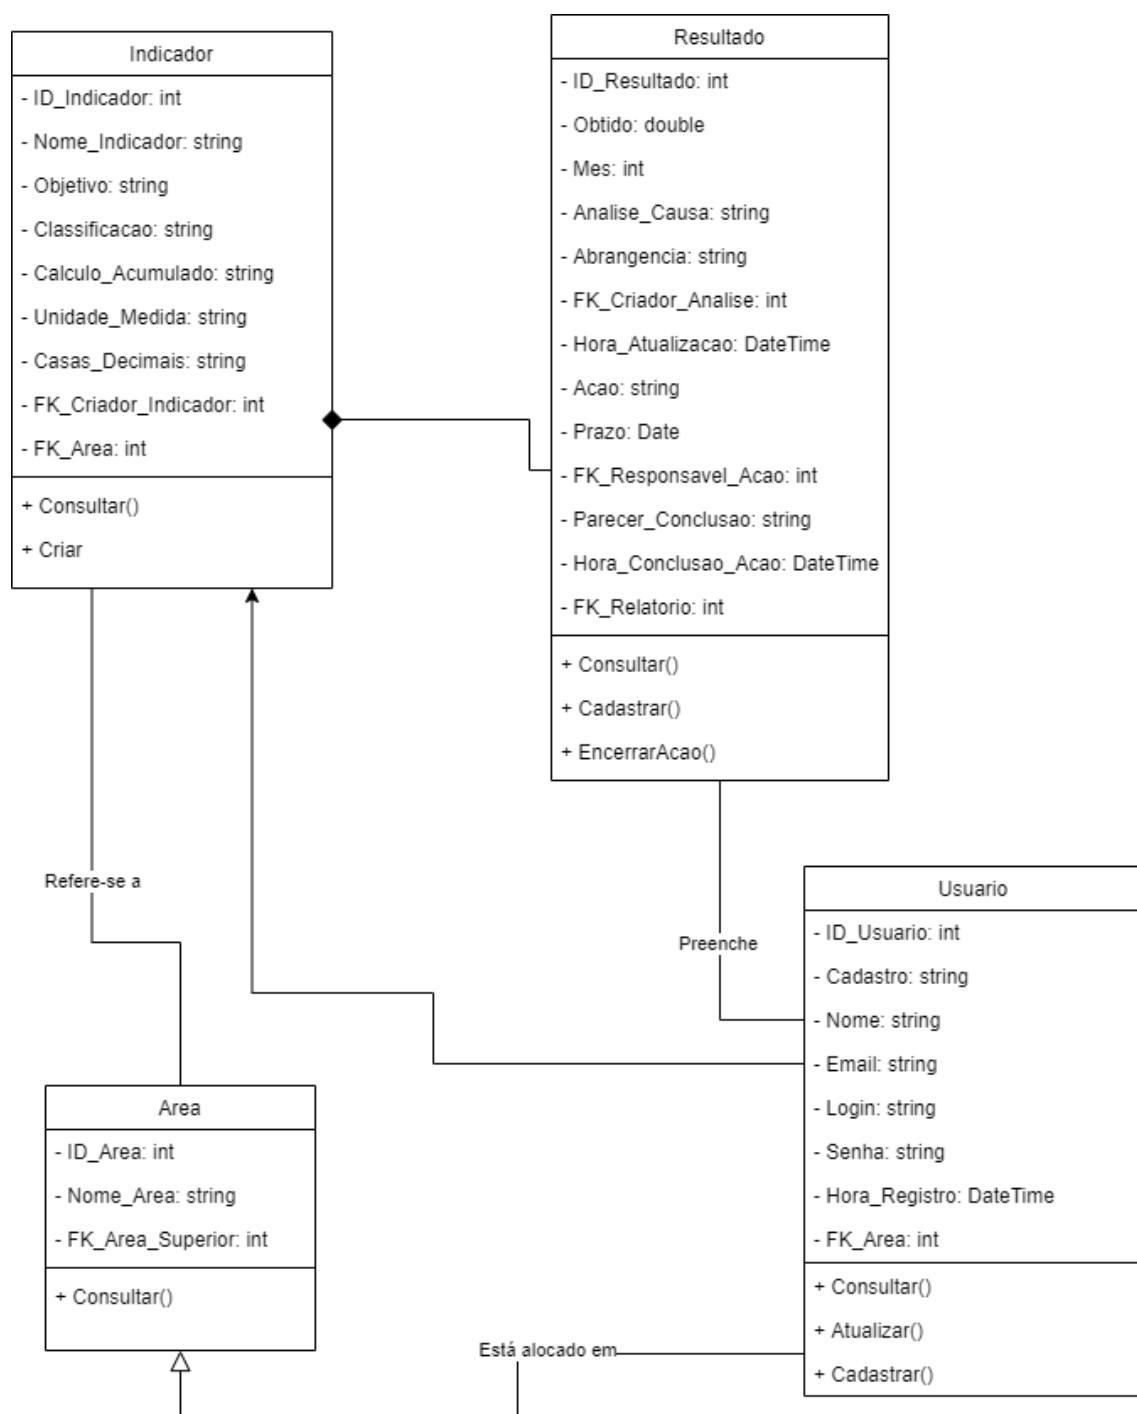 Indicador
- ID_Indicador: int
- Nome_Indicador: string
- Objetivo: string
- Classificacao: string
- Calculo_Acumulado: string
- Unidade_Medida: string
- Casas_Decimais: string
- FK_Criador_Indicador: int
- FK_Área: int
+ Consultar()
+ Criar
Resultado
- ID_Resultado: int
- Obtido: double
- Mes: int
- Analise_Causa: string
- Abrangência: string
- FK_Criador_Analise: int
- Hora_Atualizacao: DateTime
- Acao: string
- Prazo: Date
- FK_Responsavel_Acao: int
- Parecer_Conclusao: string
- Hora_Conclusao_Acao: DateTime
- FK_Relatorio: int
+ Consultar()
+ Cadastrar()
+ EncerrarAcao()
Refere-se a
Preenche
Usuario
- ID_Usuario: int
- Cadastro: string
- Nome: string
- Email: string
- Login: string
- Senha: string
- Hora_Registro: DateTime
- FK_Area: int
+ Consultar()
+ Atualizar()
+ Cadastrar()
Area
- ID_Area: int
- Nome_Area: string
- FK_Area_Superior: int
+ Consultar()
Está alocado em